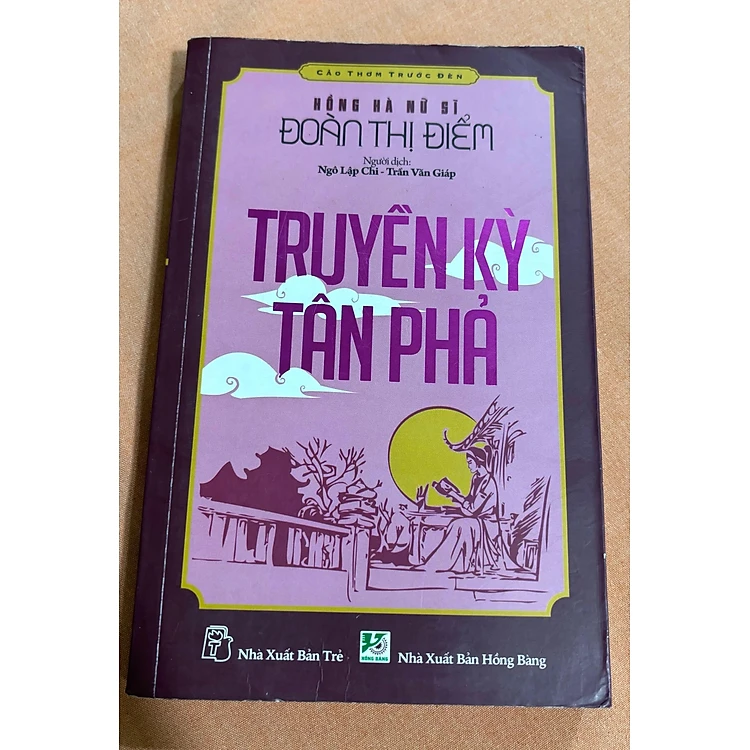 CẢO THƠM TRƯỚC ĐÈN
HỒNG HÀ NỮ SĨ
ĐOÀN THỊ ĐIỂM
Người dịch:
Ngô Lập Chi - Trần Văn Giáp
TRUYỀN KỲ
TÂN PHẢ
T
Nhà Xuất Bản Trẻ
HỒNG BÀNG
Nhà Xuất Bản Hồng Bàng